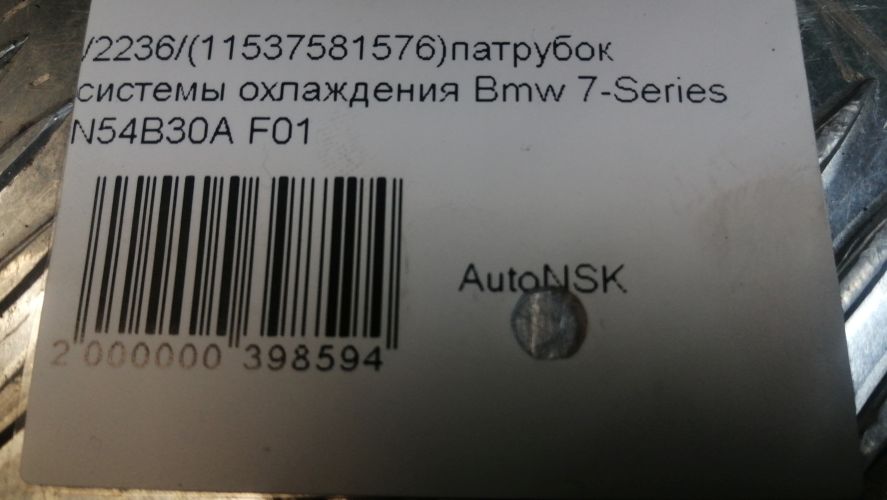 /2236/(11537581576)патрубок
системы охлаждения Bmw 7-Series
N54B30A F01
AutoNSK
2 000000 398594